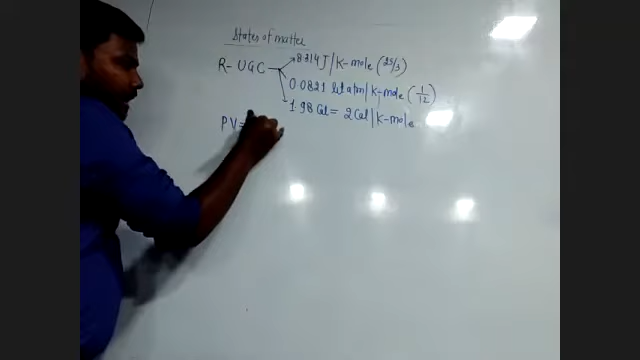 States of matter
R- UGC → 8.314 J/K-mole (25/3)
0.0821 lit atm/K-mole (1/12)
1.98 Cal = 2 Cal/K-mole
PV=